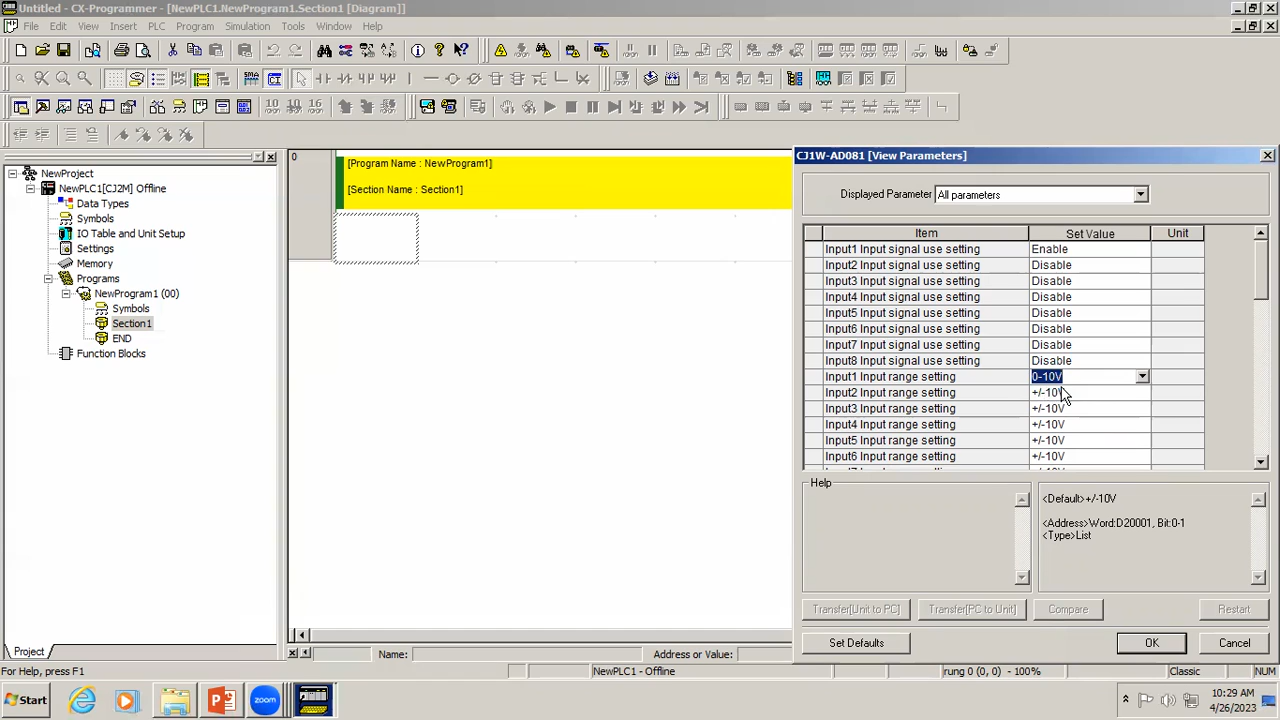 Untitled - CX-Programmer - [NewPLC1.NewProgram1.Section1 [Diagram]]
File Edit View Insert PLC Program Simulation Tools Window Help
NewProject
NewPLC1[CJ2M] Offline
Data Types
Symbols
IO Table and Unit Setup
Settings
Memory
Programs
NewProgram1 (00)
Symbols
Section1
END
Function Blocks
Project
0
[Program Name : NewProgram1]
[Section Name : Section1]
CJ1W-AD081 [View Parameters]
Displayed Parameter All parameters
Item Set Value Unit
Input1 Input signal use setting Enable
Input2 Input signal use setting Disable
Input3 Input signal use setting Disable
Input4 Input signal use setting Disable
Input5 Input signal use setting Disable
Input6 Input signal use setting Disable
Input7 Input signal use setting Disable
Input8 Input signal use setting Disable
Input1 Input range setting 0-10V
Input2 Input range setting +/-10V
Input3 Input range setting +/-10V
Input4 Input range setting +/-10V
Input5 Input range setting +/-10V
Input6 Input range setting +/-10V
Help
<Default>+/-10V
<Address>Word:D20001, Bit:0-1
<Type>List
Transfer[Unit to PC] Transfer[PC to Unit] Compare Restart
Set Defaults OK Cancel
Name: Address or Value:
For Help, press F1 NewPLC1 - Offline rung 0 (0, 0) - 100% Classic NUM
Start zoom 10:29 AM
4/26/2023